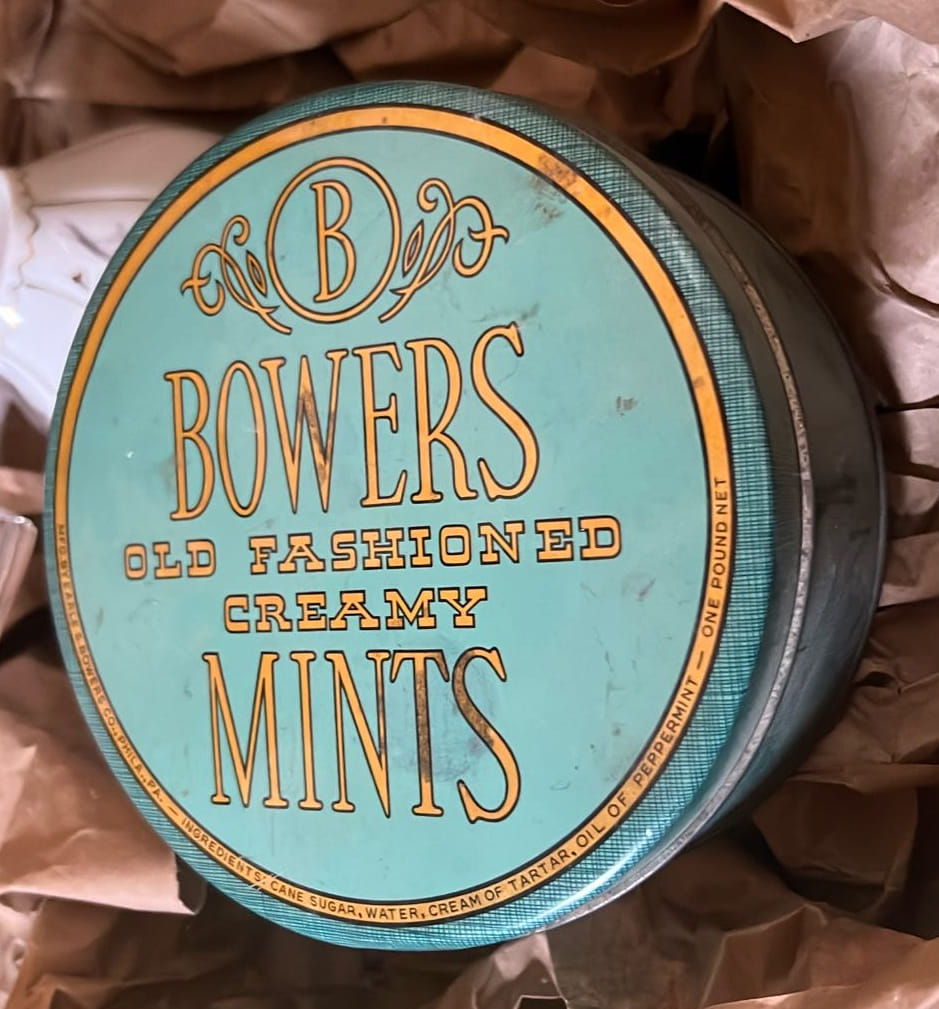 B
BOWERS
OLD FASHIONED
CREAMY
MINTS
MFG. BY EARLE S. BOWERS CO., PHILA., PA. — INGREDIENTS: CANE SUGAR, WATER, CREAM OF TARTAR, OIL OF PEPPERMINT — ONE POUND NET